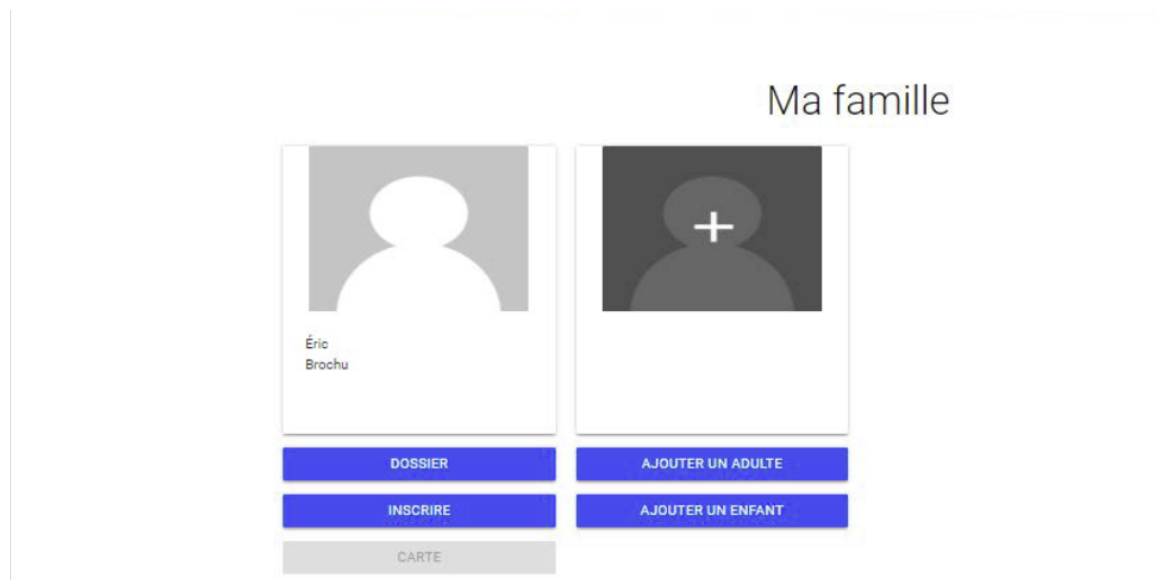 Ma famille
Éric
Brochu
DOSSIER
INSCRIRE
CARTE
AJOUTER UN ADULTE
AJOUTER UN ENFANT